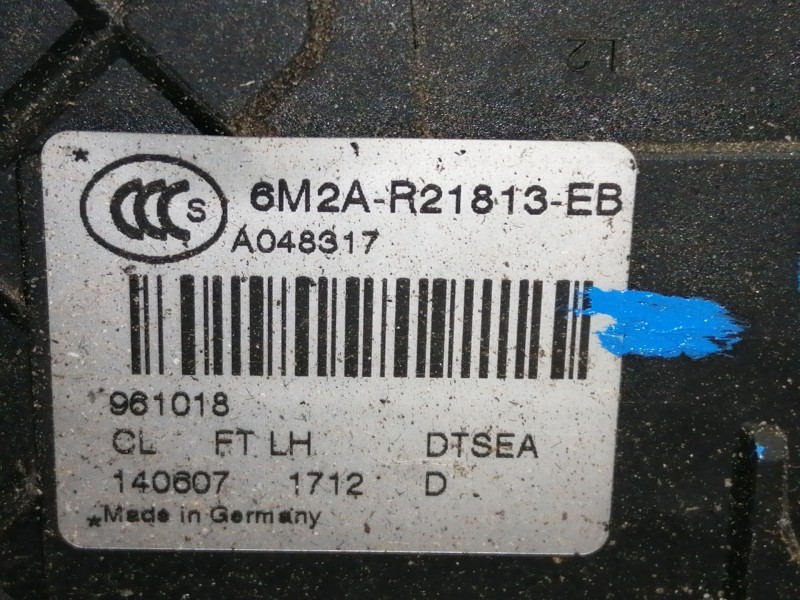 L2
* CCC S 6M2A-R21813-EB
A048317
961018
CL FT LH DTSEA
140607 1712 D
*Made in Germany